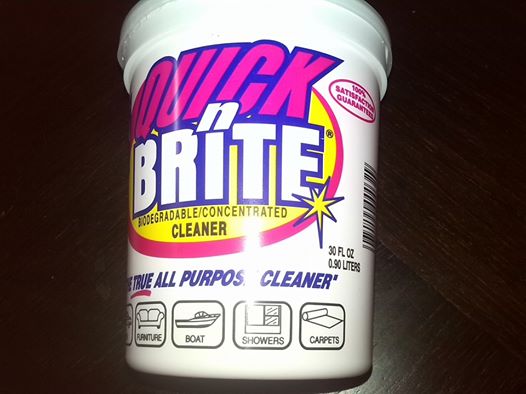 QUICK
n
BRITE®
100%
SATISFACTION
GUARANTEED
BIODEGRADABLE/CONCENTRATED
CLEANER
30 FL OZ
0.90 LITERS
TRUE ALL PURPOSE CLEANER"
FURNITURE
BOAT
SHOWERS
CARPETS